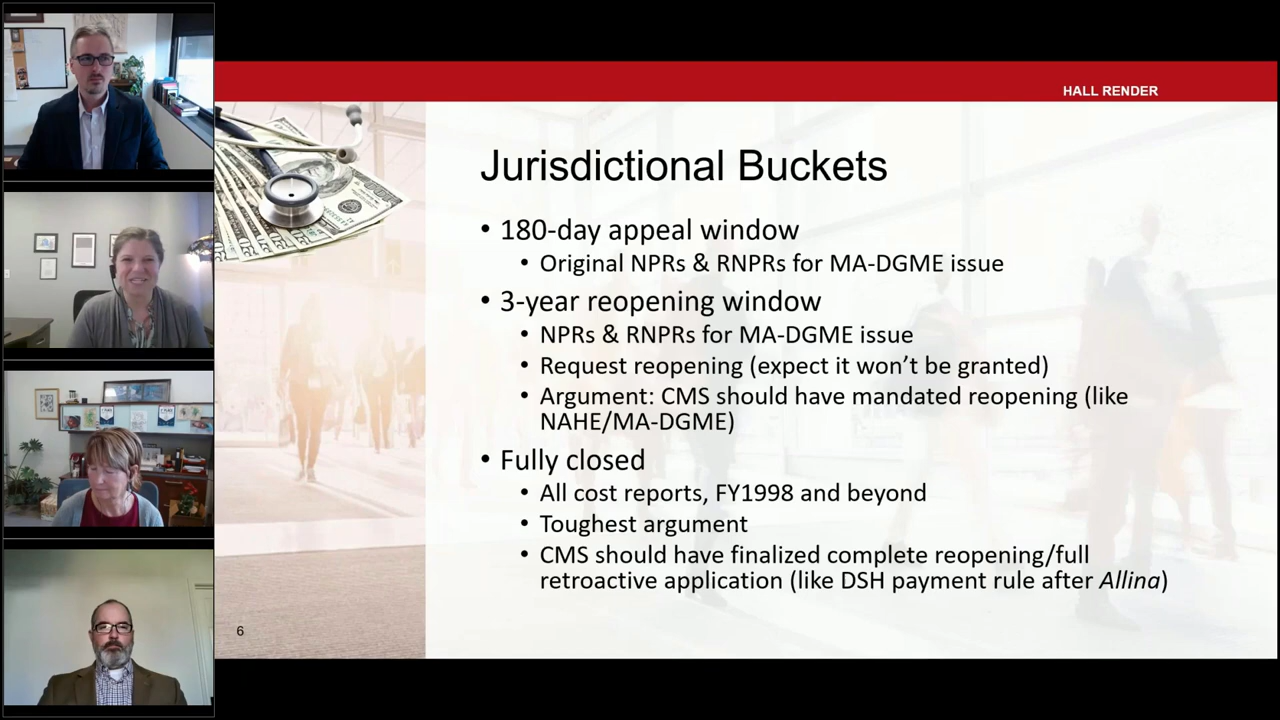 HALL RENDER
Jurisdictional Buckets
• 180-day appeal window
• Original NPRs & RNPRs for MA-DGME issue
• 3-year reopening window
• NPRs & RNPRs for MA-DGME issue
• Request reopening (expect it won’t be granted)
• Argument: CMS should have mandated reopening (like
NAHE/MA-DGME)
• Fully closed
• All cost reports, FY1998 and beyond
• Toughest argument
• CMS should have finalized complete reopening/full
retroactive application (like DSH payment rule after Allina)
6